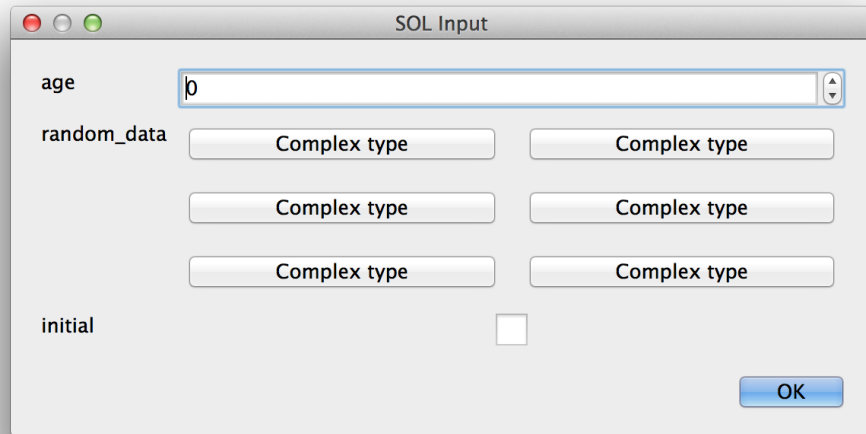 SOL Input
age
0
random_data
Complex type Complex type
Complex type Complex type
Complex type Complex type
initial
OK